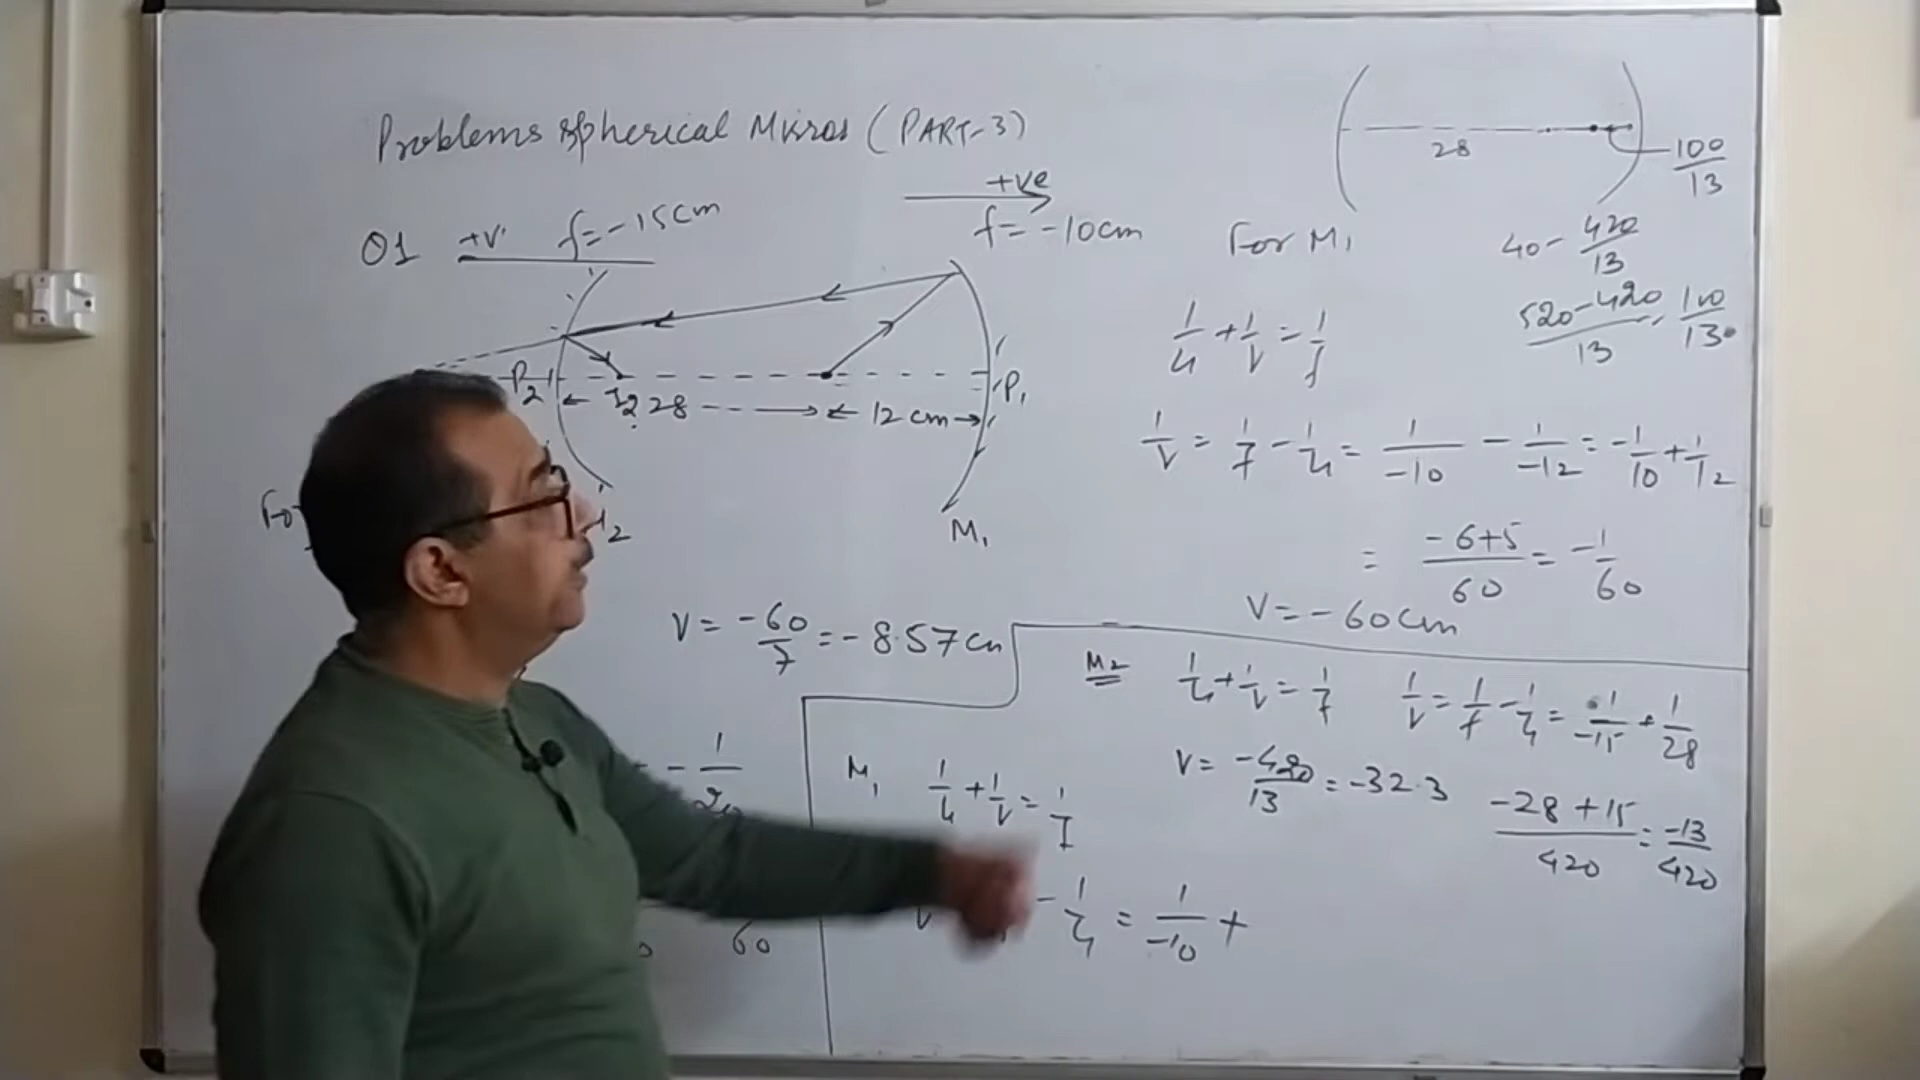 Problems spherical Mirrors (PART-3)
28
100/13
+ve
Q1 +v f = -15cm
f = -10cm
For M1
40 - 420/13
(520-420)/13, 100/13
1/u + 1/v = 1/f
P2 I2 28 12 cm P1
1/v = 1/f - 1/u = 1/-10 - 1/-12 = -1/10 + 1/12
M1
= (-6+5)/60 = -1/60
v = -60cm
v = -60/7 = -8.57cm
M2 1/u + 1/v = 1/f 1/v = 1/f - 1/u = 1/-15 + 1/28
v = -420/13 = -32.3
(-28 + 15)/420 = -13/420
M1 1/u + 1/v = 1/f
- 1/u = 1/-10 +
60